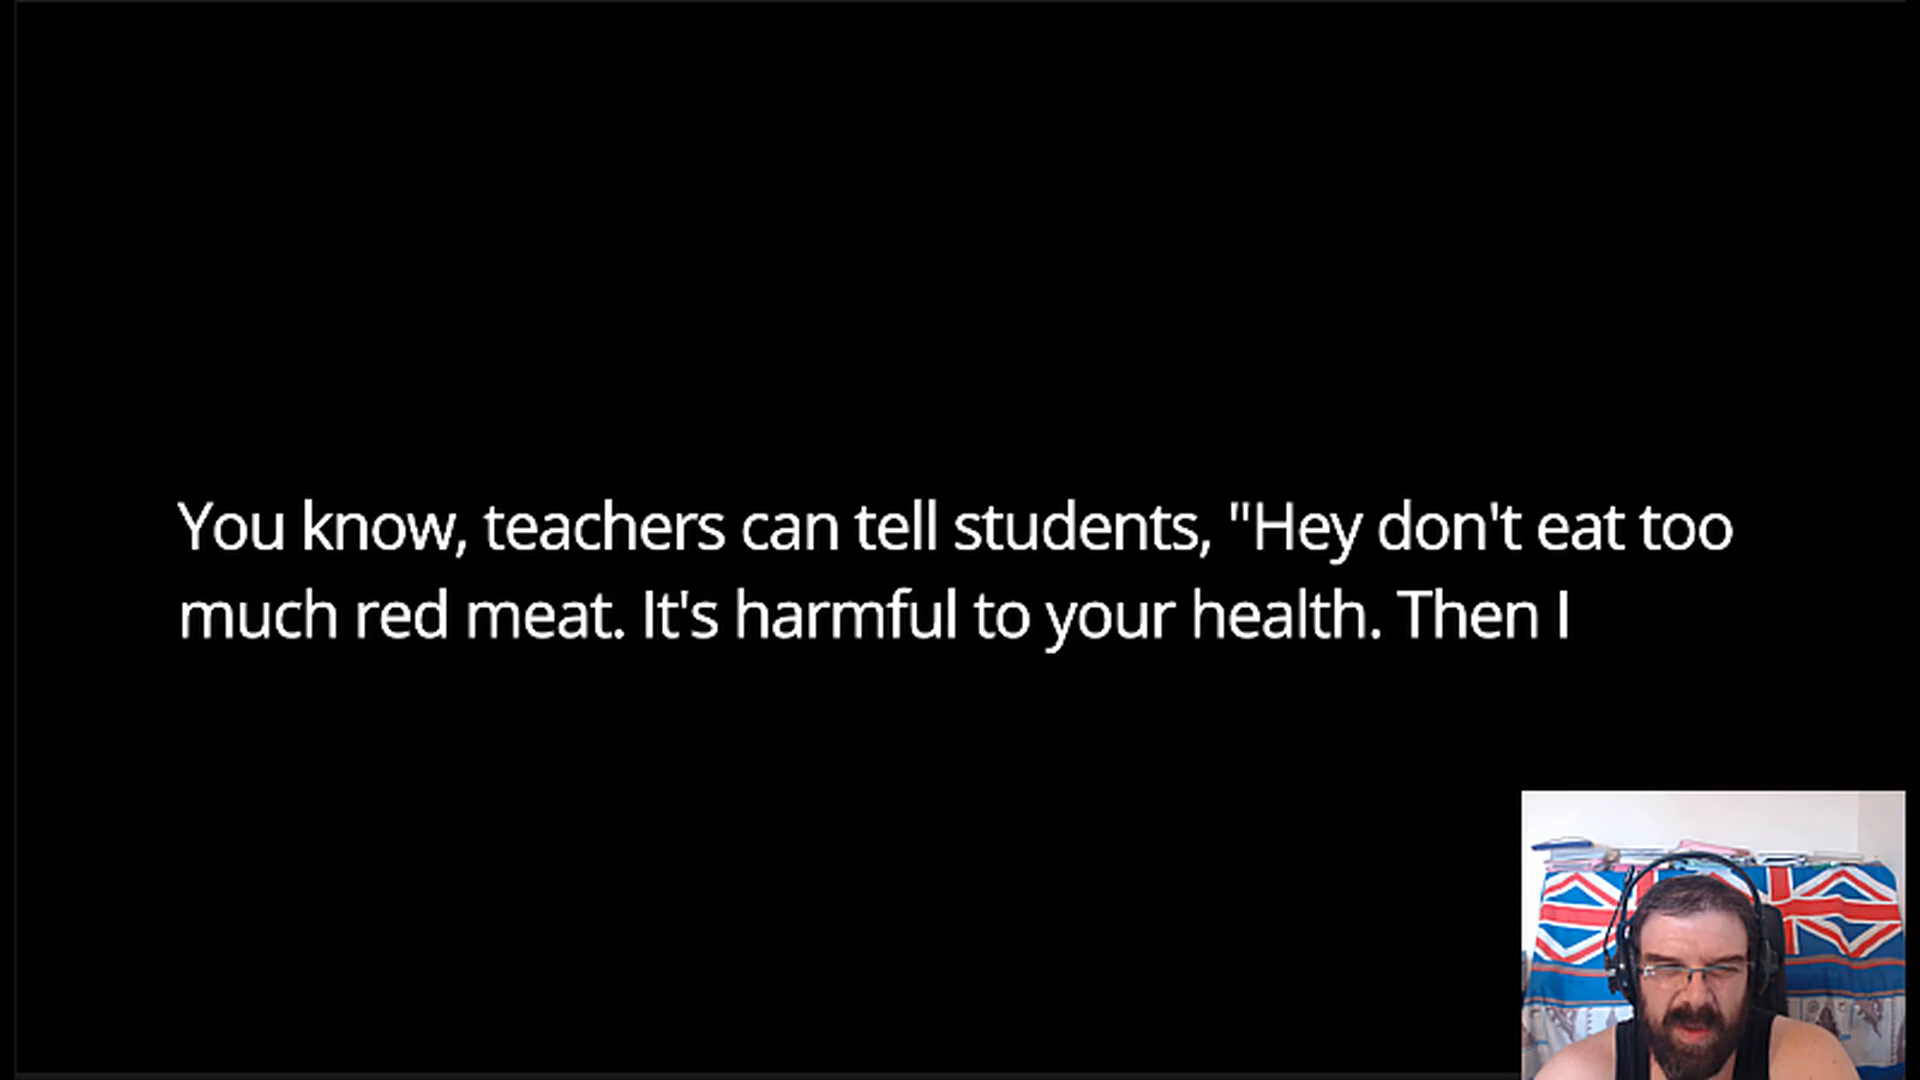 You know, teachers can tell students, "Hey don't eat too
much red meat. It's harmful to your health. Then I